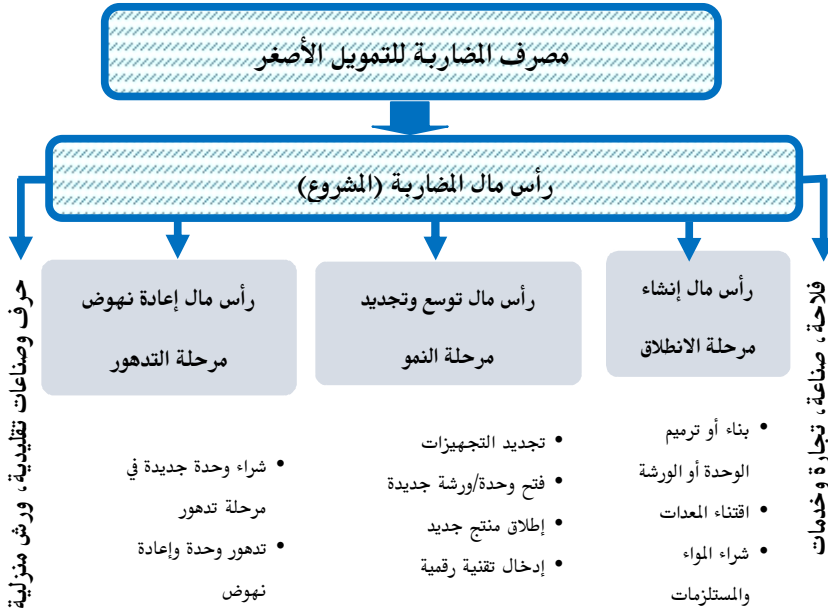 مصرف المضاربة للتمويل الأصغر
رأس مال المضاربة (المشروع)
فلاحة، صناعة، تجارة وخدمات
رأس مال إنشاء
مرحلة الانطلاق
• بناء أو ترميم
الوحدة أو الورشة
• اقتناء المعدات
• شراء المواء
والمستلزمات
رأس مال توسع وتجديد
مرحلة النمو
• تجديد التجهيزات
• فتح وحدة/ورشة جديدة
• إطلاق منتج جديد
• إدخال تقنية رقمية
رأس مال إعادة نهوض
مرحلة التدهور
• شراء وحدة جديدة في
مرحلة تدهور
• تدهور وحدة وإعادة
نهوض
حرف وصناعات تقليدية، ورش منزلية